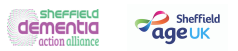 SHEFFIELD
dementia
action alliance
Sheffield
age UK